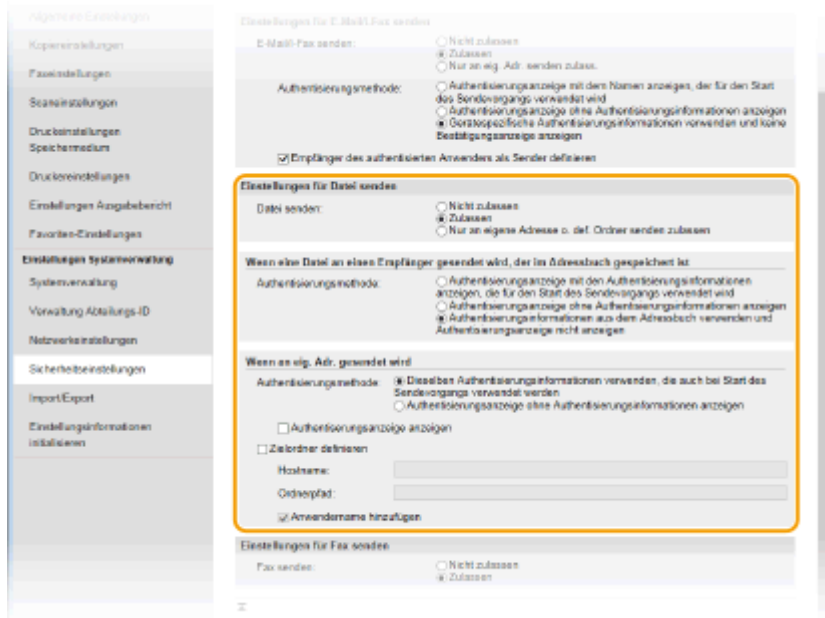 Allgemeine Einstellungen
Kopiereinstellungen
Faxeinstellungen
Scaneinstellungen
Druckeinstellungen
Speichermedium
Druckereinstellungen
Einstellungen Ausgabebericht
Favoriten-Einstellungen
Einstellungen Systemverwaltung
Systemverwaltung
Verwaltung Abteilungs-ID
Netzwerkeinstellungen
Sicherheitseinstellungen
Import/Export
Einstellungsinformationen
initialisieren
Einstellungen für E-Mail/I-Fax senden
E-Mail/I-Fax senden:
Nicht zulassen
Zulassen
Nur an eig. Adr. senden zulass.
Authentisierungsmethode:
Authentisierungsanzeige mit dem Namen anzeigen, der für den Start
des Sendevorgangs verwendet wird
Authentisierungsanzeige ohne Authentisierungsinformationen anzeigen
Gerätespezifische Authentisierungsinformationen verwenden und keine
Bestätigungsanzeige anzeigen
Empfänger des authentisierten Anwenders als Sender definieren
Einstellungen für Datei senden
Datei senden:
Nicht zulassen
Zulassen
Nur an eigene Adresse o. def. Ordner senden zulassen
Wenn eine Datei an einen Empfänger gesendet wird, der im Adressbuch gespeichert ist
Authentisierungsmethode:
Authentisierungsanzeige mit den Authentisierungsinformationen
anzeigen, die für den Start des Sendevorgangs verwendet wird
Authentisierungsanzeige ohne Authentisierungsinformationen anzeigen
Authentisierungsinformationen aus dem Adressbuch verwenden und
Authentisierungsanzeige nicht anzeigen
Wenn an eig. Adr. gesendet wird
Authentisierungsmethode:
Dieselben Authentisierungsinformationen verwenden, die auch bei Start des
Sendevorgangs verwendet werden
Authentisierungsanzeige ohne Authentisierungsinformationen anzeigen
Authentisierungsanzeige anzeigen
Zielordner definieren
Hostname:
Ordnerpfad:
Anwendername hinzufügen
Einstellungen für Fax senden
Fax senden:
Nicht zulassen
Zulassen